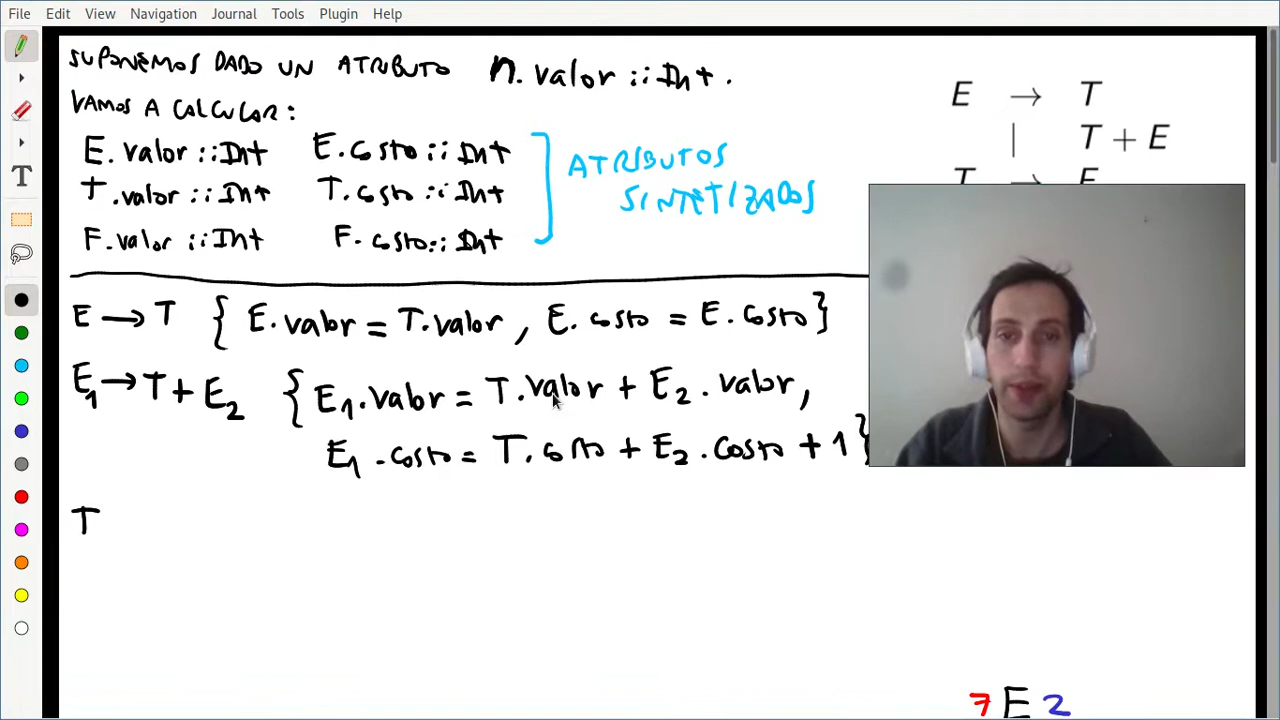 File Edit View Navigation Journal Tools Plugin Help
SUPONEMOS DADO UN ATRIBUTO n.valor :: Int.
VAMOS A CALCULAR:
E.valor :: Int E.costo :: Int
T.valor :: Int T.costo :: Int
F.valor :: Int F.costo :: Int
ATRIBUTOS
SINTETIZADOS
E → T
| T + E
E → T { E.valor = T.valor, E.costo = E.costo }
E₁ → T + E₂ { E₁.valor = T.valor + E₂.valor,
E₁.costo = T.costo + E₂.costo + 1 }
T
7 E 2